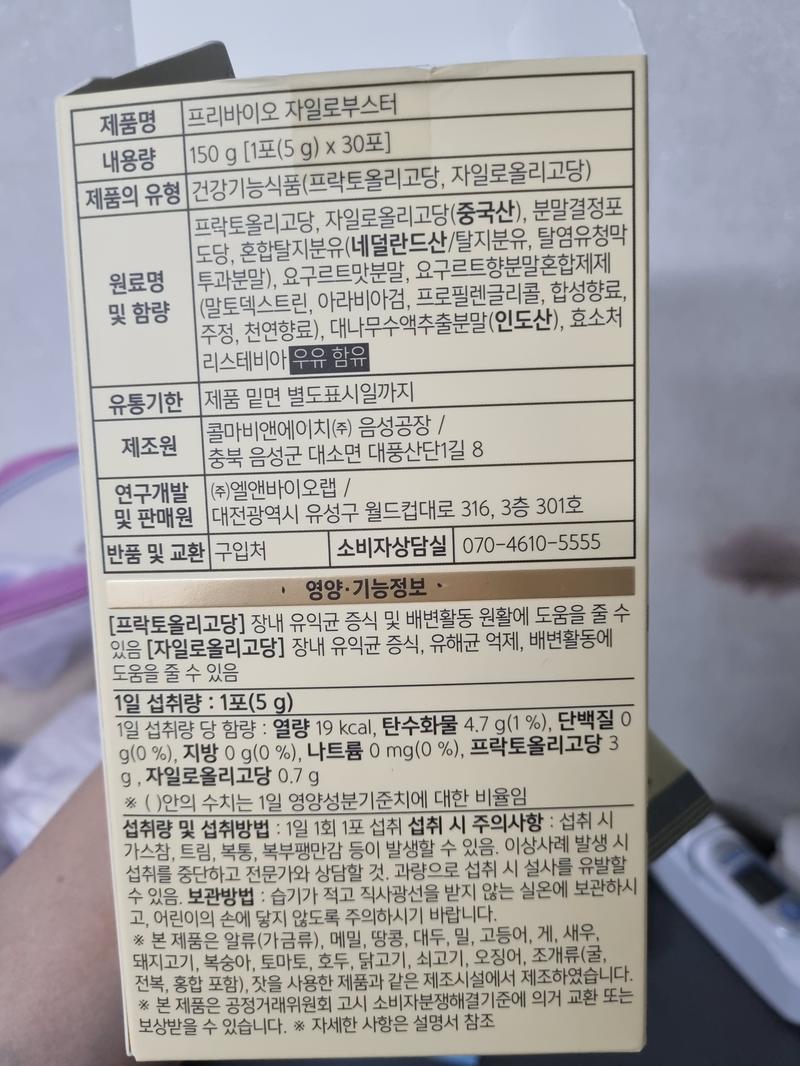 제품명 프리바이오 자일로부스터
내용량 150 g [1포(5 g) x 30포]
제품의 유형 건강기능식품(프락토올리고당, 자일로올리고당)
원료명
및 함량
프락토올리고당, 자일로올리고당(중국산), 분말결정포
도당, 혼합탈지분유(네덜란드산/탈지분유, 탈염유청막
투과분말), 요구르트맛분말, 요구르트향분말혼합제제
(말토덱스트린, 아라비아검, 프로필렌글리콜, 합성향료,
주정, 천연향료), 대나무수액추출분말(인도산), 효소처
리스테비아 우유 함유
유통기한 제품 밑면 별도표시일까지
제조원
콜마비앤에이치(주) 음성공장 /
충북 음성군 대소면 대풍산단1길 8
연구개발
및 판매원
(주)엘앤바이오랩 /
대전광역시 유성구 월드컵대로 316, 3층 301호
반품 및 교환 구입처 소비자상담실 070-4610-5555
영양·기능정보
[프락토올리고당] 장내 유익균 증식 및 배변활동 원활에 도움을 줄 수
있음 [자일로올리고당] 장내 유익균 증식, 유해균 억제, 배변활동에
도움을 줄 수 있음
1일 섭취량 : 1포(5 g)
1일 섭취량 당 함량 : 열량 19 kcal, 탄수화물 4.7 g(1 %), 단백질 0
g(0 %), 지방 0 g(0 %), 나트륨 0 mg(0 %), 프락토올리고당 3
g , 자일로올리고당 0.7 g
※ ( )안의 수치는 1일 영양성분기준치에 대한 비율임
섭취량 및 섭취방법 : 1일 1회 1포 섭취 섭취 시 주의사항 : 섭취 시
가스참, 트림, 복통, 복부팽만감 등이 발생할 수 있음. 이상사례 발생 시
섭취를 중단하고 전문가와 상담할 것. 과량으로 섭취 시 설사를 유발할
수 있음. 보관방법 : 습기가 적고 직사광선을 받지 않는 실온에 보관하시
고, 어린이의 손에 닿지 않도록 주의하시기 바랍니다.
※ 본 제품은 알류(가금류), 메밀, 땅콩, 대두, 밀, 고등어, 게, 새우,
돼지고기, 복숭아, 토마토, 호두, 닭고기, 쇠고기, 오징어, 조개류(굴,
전복, 홍합 포함), 잣을 사용한 제품과 같은 제조시설에서 제조하였습니다.
※ 본 제품은 공정거래위원회 고시 소비자분쟁해결기준에 의거 교환 또는
보상받을 수 있습니다. ※ 자세한 사항은 설명서 참조